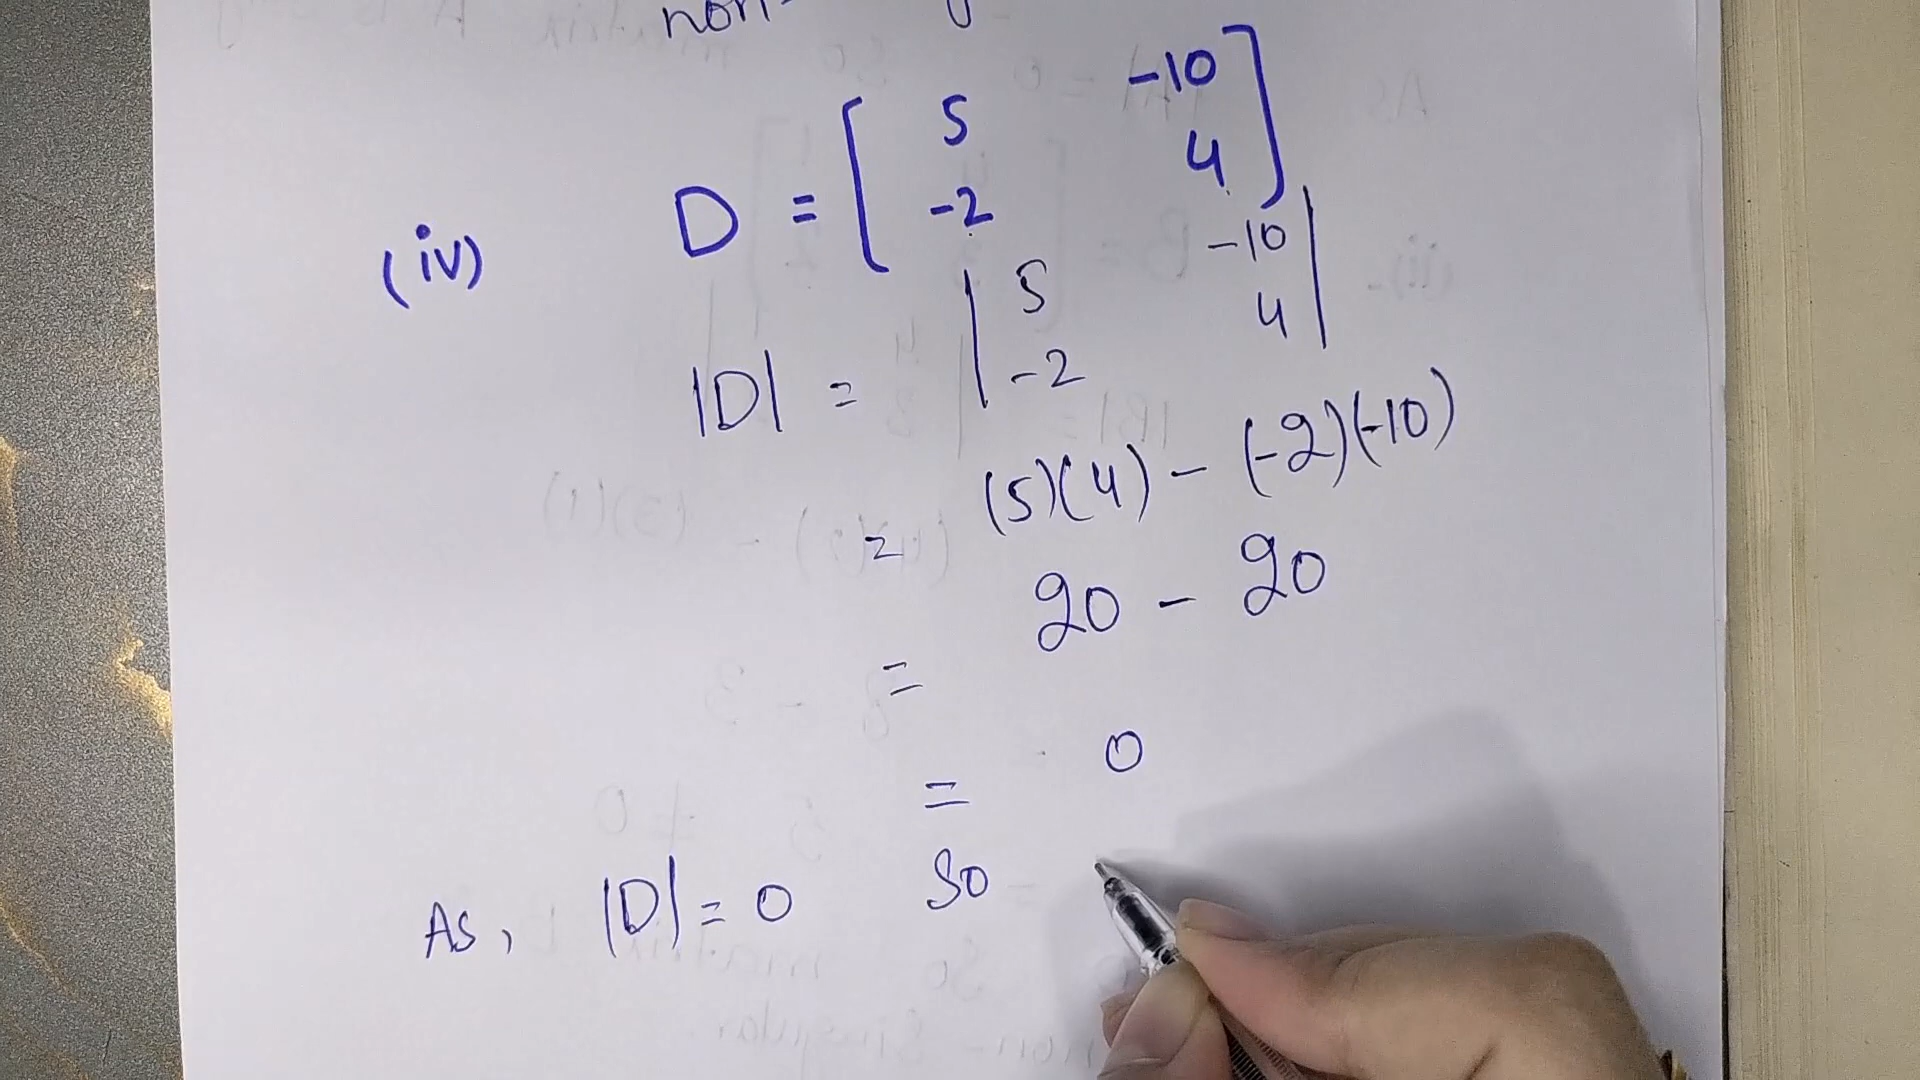 (iv) D = [ 5 -10
-2 4 ]
|D| = | 5 -10
-2 4 |
= (5)(4) - (-2)(-10)
= 20 - 20
= 0
As, |D| = 0 So